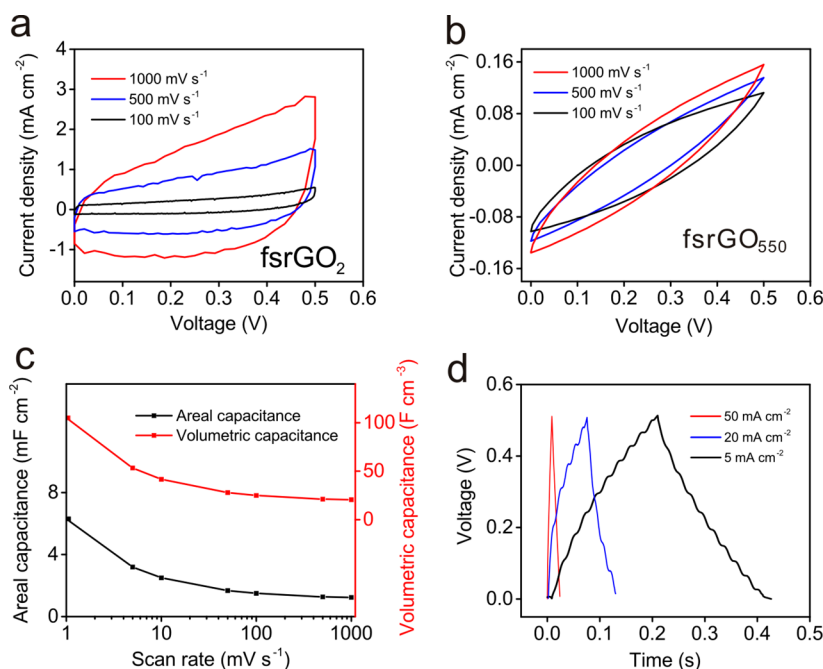 a
Current density (mA cm⁻²)
4
3
2
1
0
-1
1000 mV s⁻¹
500 mV s⁻¹
100 mV s⁻¹
fsrGO₂
0.0 0.1 0.2 0.3 0.4 0.5 0.6
Voltage (V)
b
Current density (mA cm⁻²)
0.16
0.08
0.00
-0.08
-0.16
1000 mV s⁻¹
500 mV s⁻¹
100 mV s⁻¹
fsrGO₅₅₀
0.0 0.1 0.2 0.3 0.4 0.5 0.6
Voltage (V)
c
Areal capacitance (mF cm⁻²)
8
4
0
Areal capacitance
Volumetric capacitance
100
50
0
Volumetric capacitance (F cm⁻³)
1 10 100 1000
Scan rate (mV s⁻¹)
d
Voltage (V)
0.6
0.4
0.2
0.0
50 mA cm⁻²
20 mA cm⁻²
5 mA cm⁻²
0.0 0.1 0.2 0.3 0.4 0.5
Time (s)